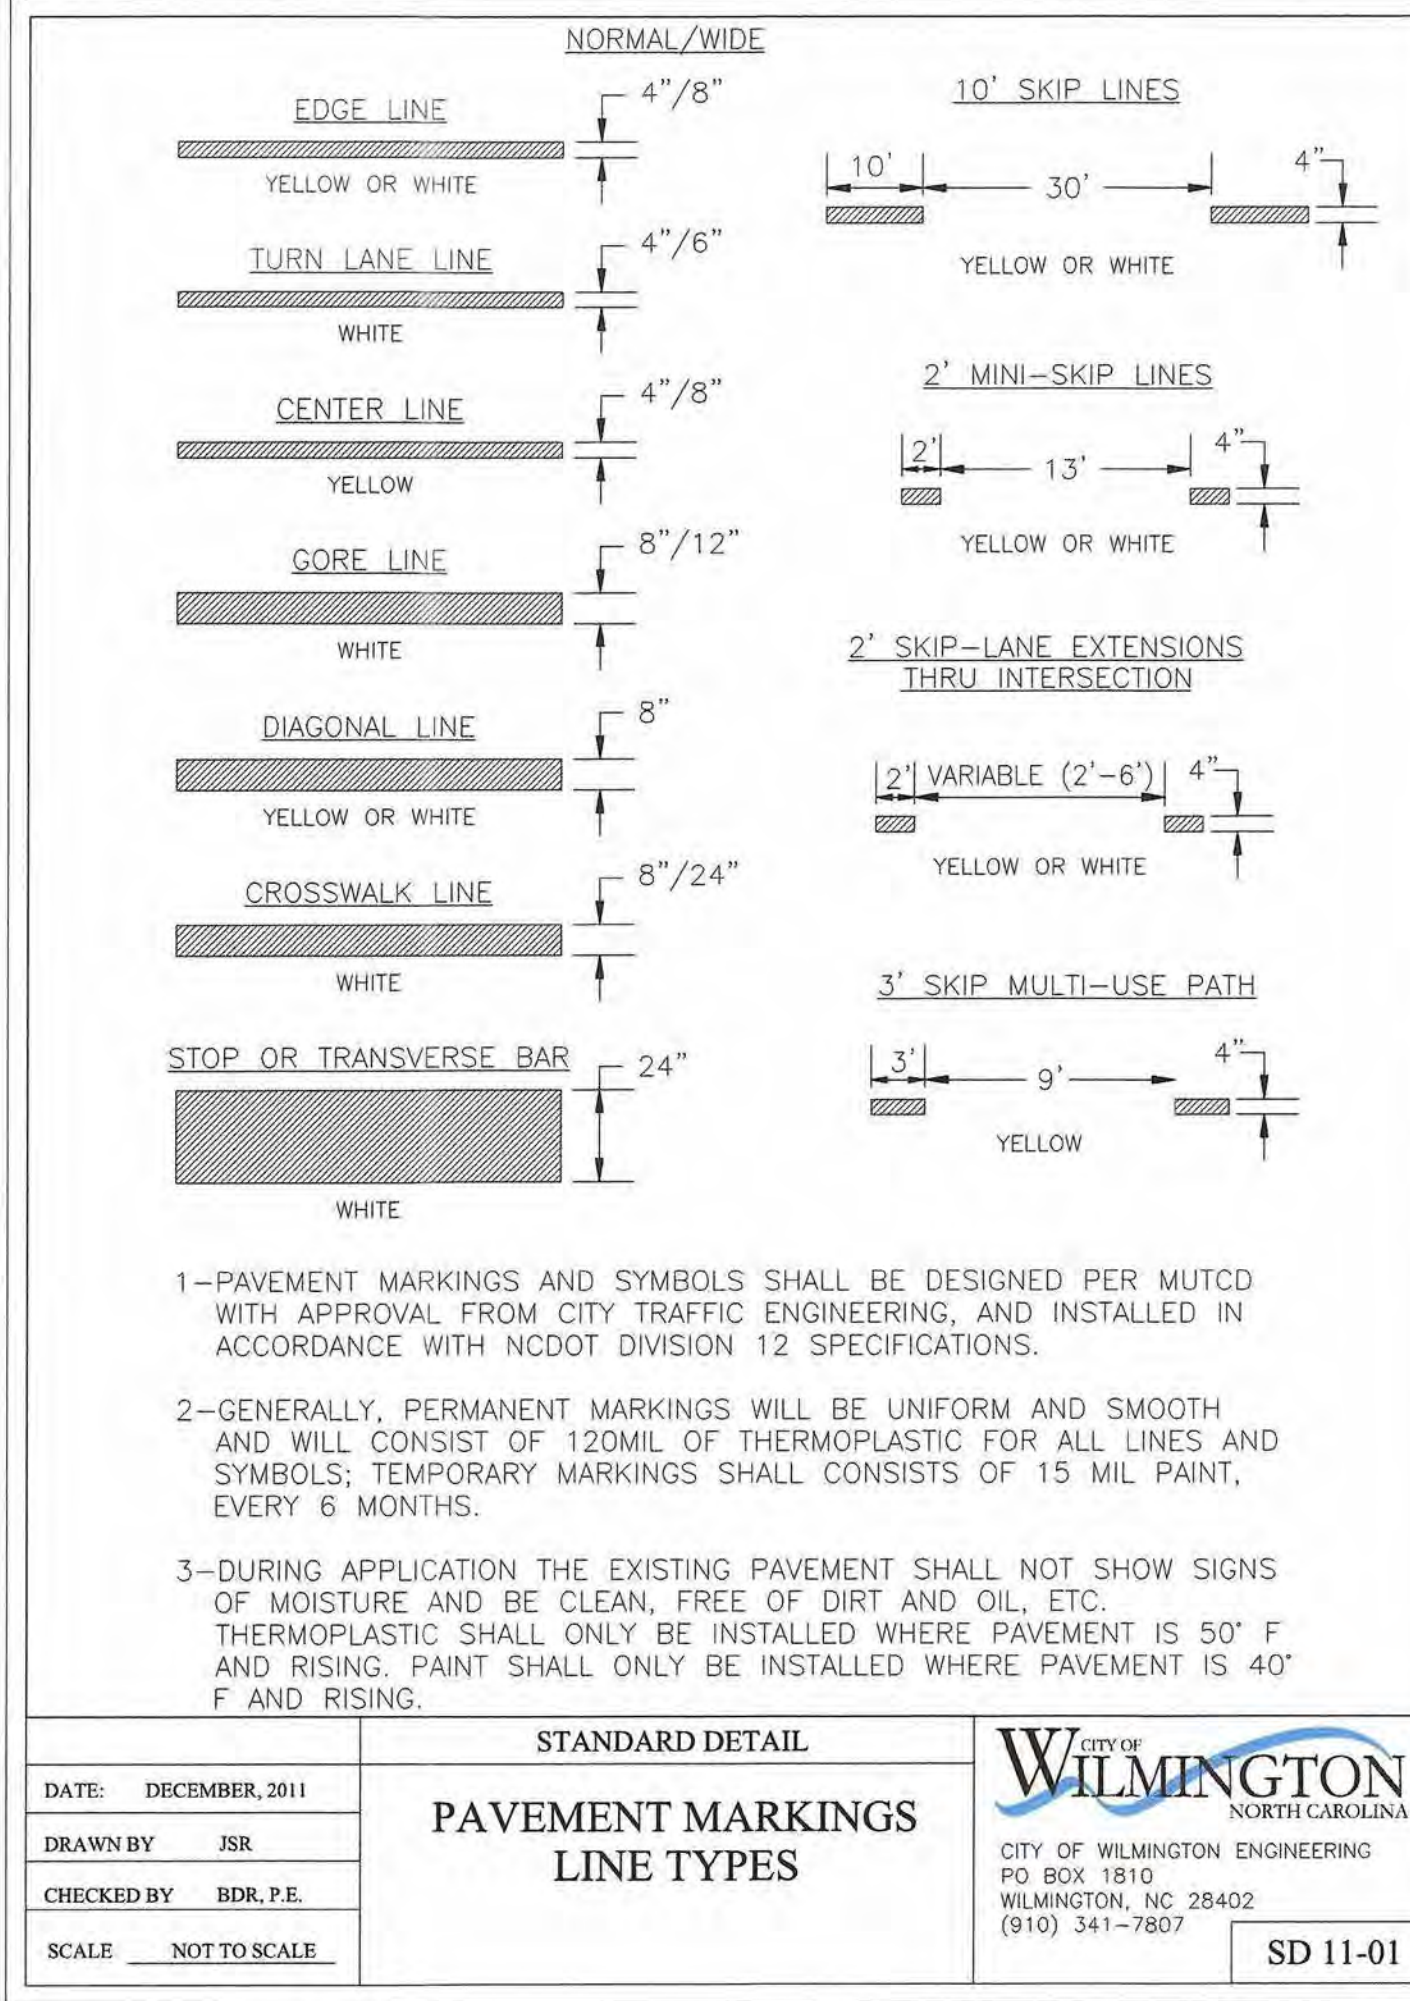 NORMAL/WIDE
EDGE LINE
4"/8"
YELLOW OR WHITE
TURN LANE LINE
4"/6"
WHITE
CENTER LINE
4"/8"
YELLOW
GORE LINE
8"/12"
WHITE
DIAGONAL LINE
8"
YELLOW OR WHITE
CROSSWALK LINE
8"/24"
WHITE
STOP OR TRANSVERSE BAR
24"
WHITE
10' SKIP LINES
10'
30'
4"
YELLOW OR WHITE
2' MINI-SKIP LINES
2'
13'
4"
YELLOW OR WHITE
2' SKIP-LANE EXTENSIONS
THRU INTERSECTION
2'
VARIABLE (2'-6')
4"
YELLOW OR WHITE
3' SKIP MULTI-USE PATH
3'
9'
4"
YELLOW
1-PAVEMENT MARKINGS AND SYMBOLS SHALL BE DESIGNED PER MUTCD
WITH APPROVAL FROM CITY TRAFFIC ENGINEERING, AND INSTALLED IN
ACCORDANCE WITH NCDOT DIVISION 12 SPECIFICATIONS.
2-GENERALLY, PERMANENT MARKINGS WILL BE UNIFORM AND SMOOTH
AND WILL CONSIST OF 120MIL OF THERMOPLASTIC FOR ALL LINES AND
SYMBOLS; TEMPORARY MARKINGS SHALL CONSISTS OF 15 MIL PAINT,
EVERY 6 MONTHS.
3-DURING APPLICATION THE EXISTING PAVEMENT SHALL NOT SHOW SIGNS
OF MOISTURE AND BE CLEAN, FREE OF DIRT AND OIL, ETC.
THERMOPLASTIC SHALL ONLY BE INSTALLED WHERE PAVEMENT IS 50° F
AND RISING. PAINT SHALL ONLY BE INSTALLED WHERE PAVEMENT IS 40°
F AND RISING.
DATE: DECEMBER, 2011
DRAWN BY JSR
CHECKED BY BDR, P.E.
SCALE NOT TO SCALE
STANDARD DETAIL
PAVEMENT MARKINGS
LINE TYPES
CITY OF
WILMINGTON
NORTH CAROLINA
CITY OF WILMINGTON ENGINEERING
PO BOX 1810
WILMINGTON, NC 28402
(910) 341-7807
SD 11-01